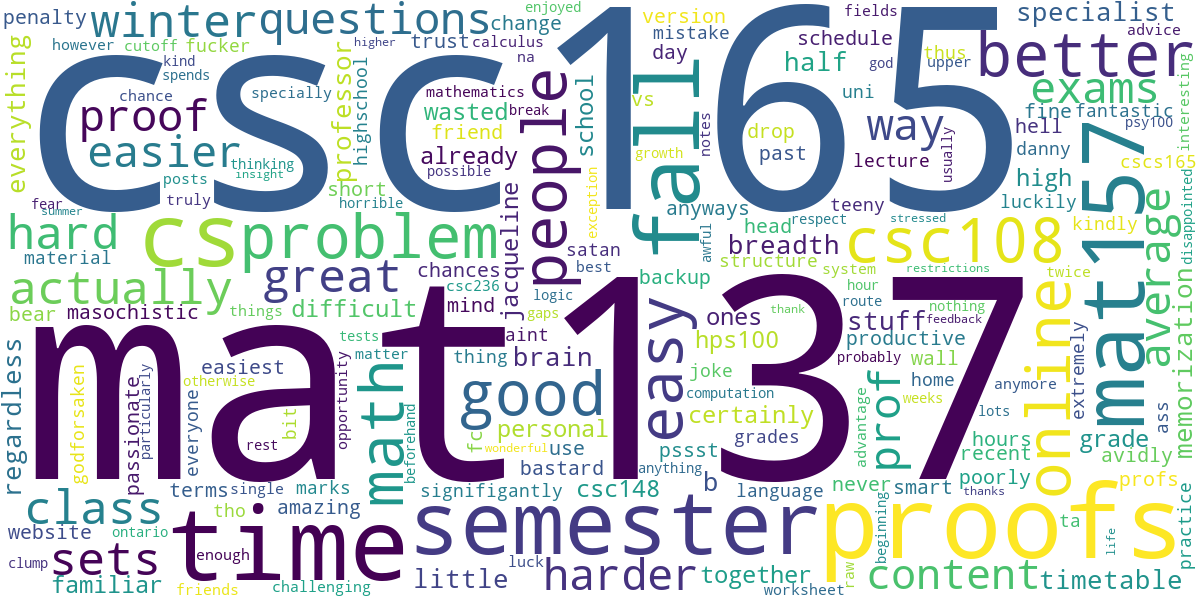 penalty
winter
questions
enjoyed
change
version
fields
specialist
however
cutoff
fucker
trust
calculus
mistake
advice
kind
higher
na
day
schedule
thus
better
everything
spends
professor
god
upper
csc165
chance
specially
highschool
mathematics
half
uni
exams
interesting
proof
wasted
break
people
school
vs
fall
way
fine
fantastic
friend
drop
hell
psy100
easier
thinking
already
growth
past
notes
lecture
usually
danny
mat157
cscs165
insight
possible
posts
short
exception
high
average
fear
truly
horrible
jacqueline
anyways
teeny
luckily
summer
head
respect
stressed
kindly
disappointed
hard
cs
problem
satan
awful
breadth
csc108
material
best
structure
great
chances
backup
system
restrictions
twice
actually
csc236
logic
hour
online
memorization
bear
masochistic
things
difficult
mind
gaps
easy
ones
route
nothing
thank
stuff
feedback
advice
mat137
tests
aint
hps100
productive
extremely
regardless
matter
thing
brain
probably
wall
easiest
joke
home
anymore
godforsaken
passionate
particularly
otherwise
opportunity
math
good
computation
prof
weeks
lots
ass
everyone
bit
beforehand
personal
certainly
advantage
rest
fc
wonderful
use
grades
hours
grade
pssst
recent
avidly
class
terms
single
marks
bastard
anything
never
poorly
profs
signifigantly
csc148
b
language
smart
thanks
tho
amazing
website
ontario
time
semester
beginning
proofs
ta
life
practice
clump
sets
enough
luck
familiar
friends
challenging
little
harder
together
worksheet
raw
content
timetable